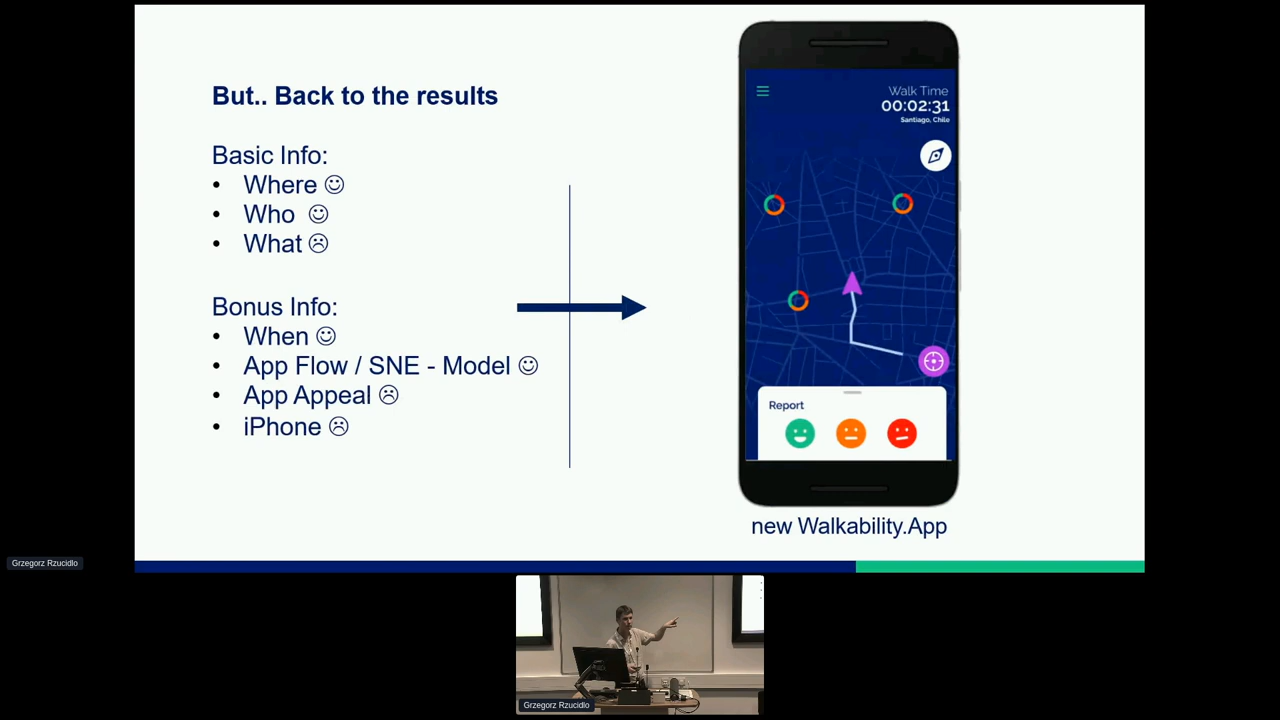 But.. Back to the results
Basic Info:
• Where ☺
• Who ☺
• What ☹
Bonus Info:
• When ☺
• App Flow / SNE - Model ☺
• App Appeal ☹
• iPhone ☹
Walk Time
00:02:31
Santiago, Chile
Report
new Walkability.App
Grzegorz Rzucidlo
Grzegorz Rzucidlo